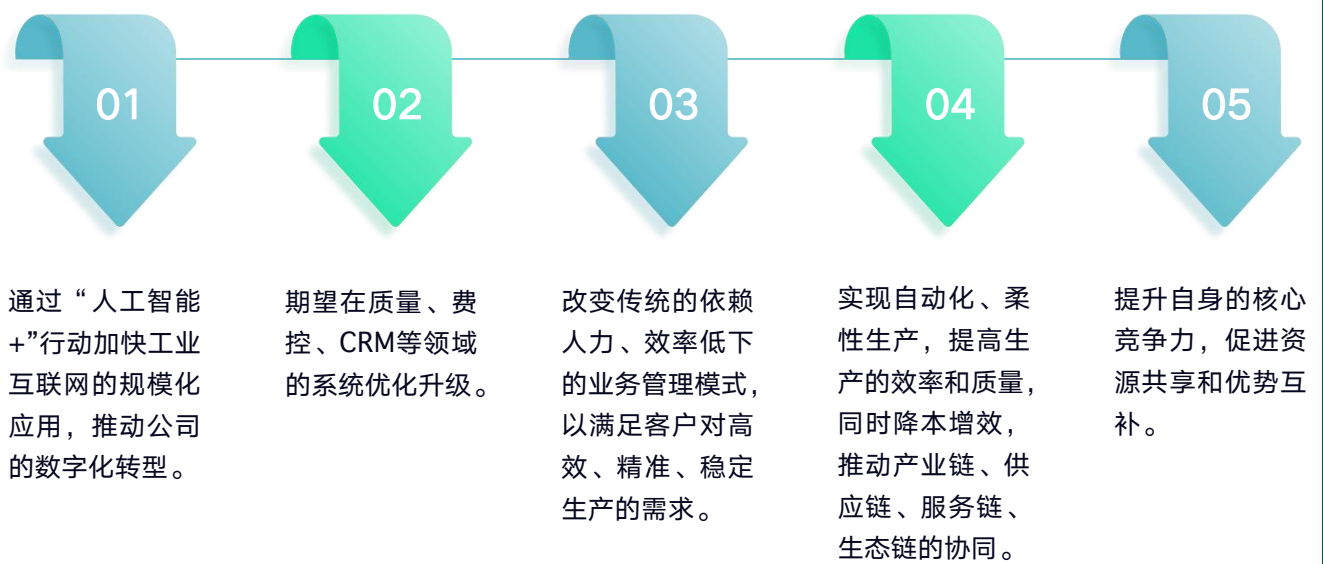 01
02
03
04
05
通过“人工智能
+”行动加快工业
互联网的规模化
应用，推动公司
的数字化转型。
期望在质量、费
控、CRM等领域
的系统优化升级。
改变传统的依赖
人力、效率低下
的业务管理模式，
以满足客户对高
效、精准、稳定
生产的需求。
实现自动化、柔
性生产，提高生
产的效率和质量，
同时降本增效，
推动产业链、供
应链、服务链、
生态链的协同。
提升自身的核心
竞争力，促进资
源共享和优势互
补。